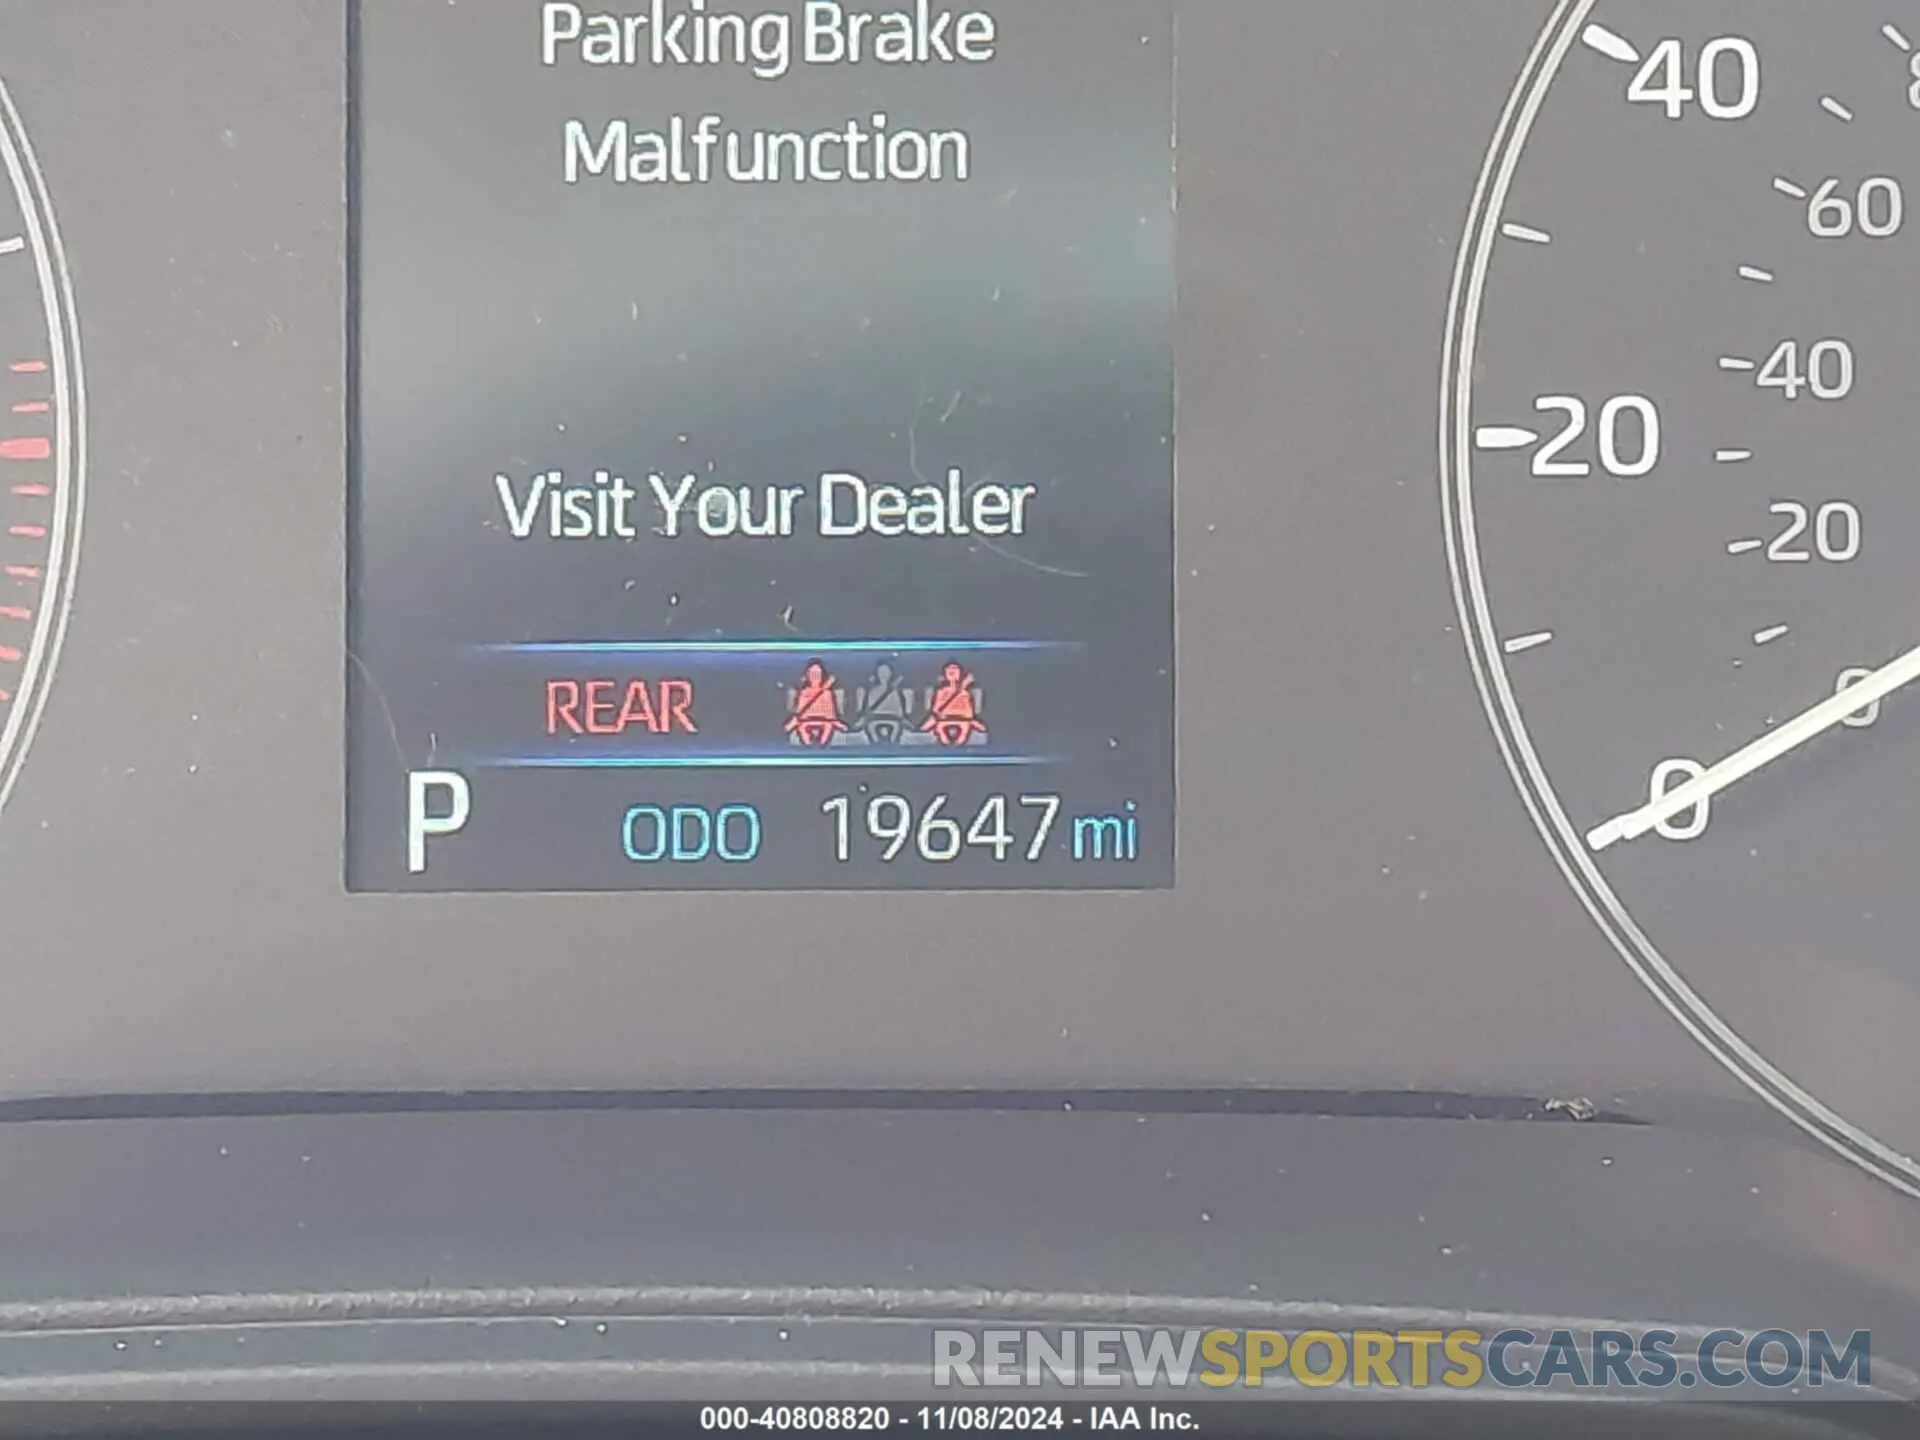 Parking Brake
Malfunction
Visit Your Dealer
REAR
P ODO 19647 mi
40
60
40
20
20
0
0
RENEWSPORTSCARS.COM
000-40808820 - 11/08/2024 - IAA Inc.